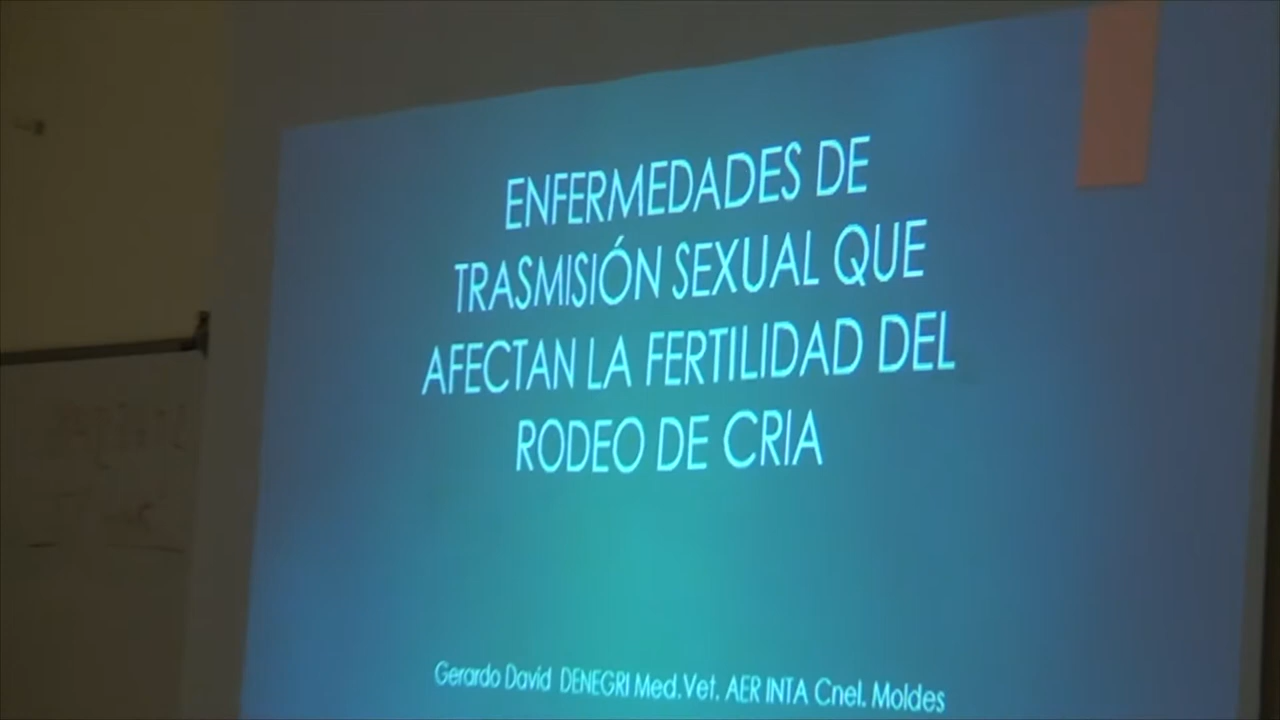 ENFERMEDADES DE
TRASMISIÓN SEXUAL QUE
AFECTAN LA FERTILIDAD DEL
RODEO DE CRIA
Gerardo David DENEGRI Med.Vet. AER INTA Cnel. Moldes